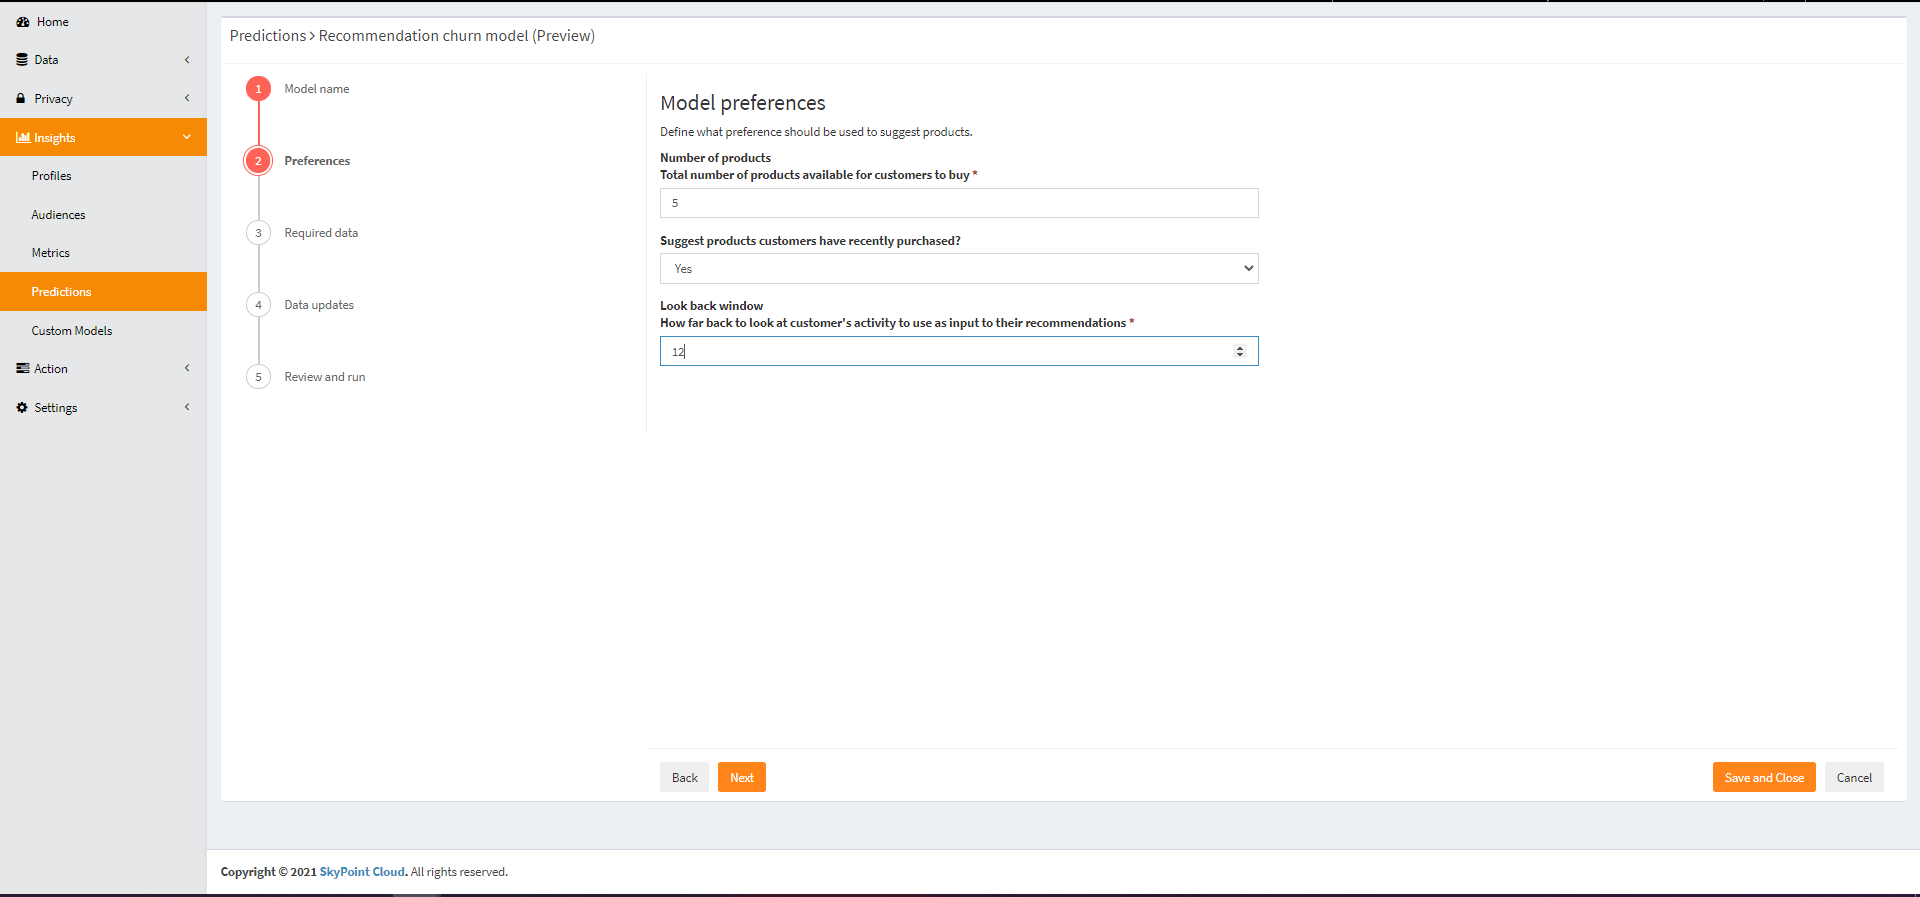 Home
Data
Privacy
Insights
Profiles
Audiences
Metrics
Predictions
Custom Models
Action
Settings
Predictions > Recommendation churn model (Preview)
1 Model name
2 Preferences
3 Required data
4 Data updates
5 Review and run
Model preferences
Define what preference should be used to suggest products.
Number of products
Total number of products available for customers to buy *
5
Suggest products customers have recently purchased?
Yes
Look back window
How far back to look at customer's activity to use as input to their recommendations *
12
Back
Next
Save and Close
Cancel
Copyright © 2021 SkyPoint Cloud. All rights reserved.